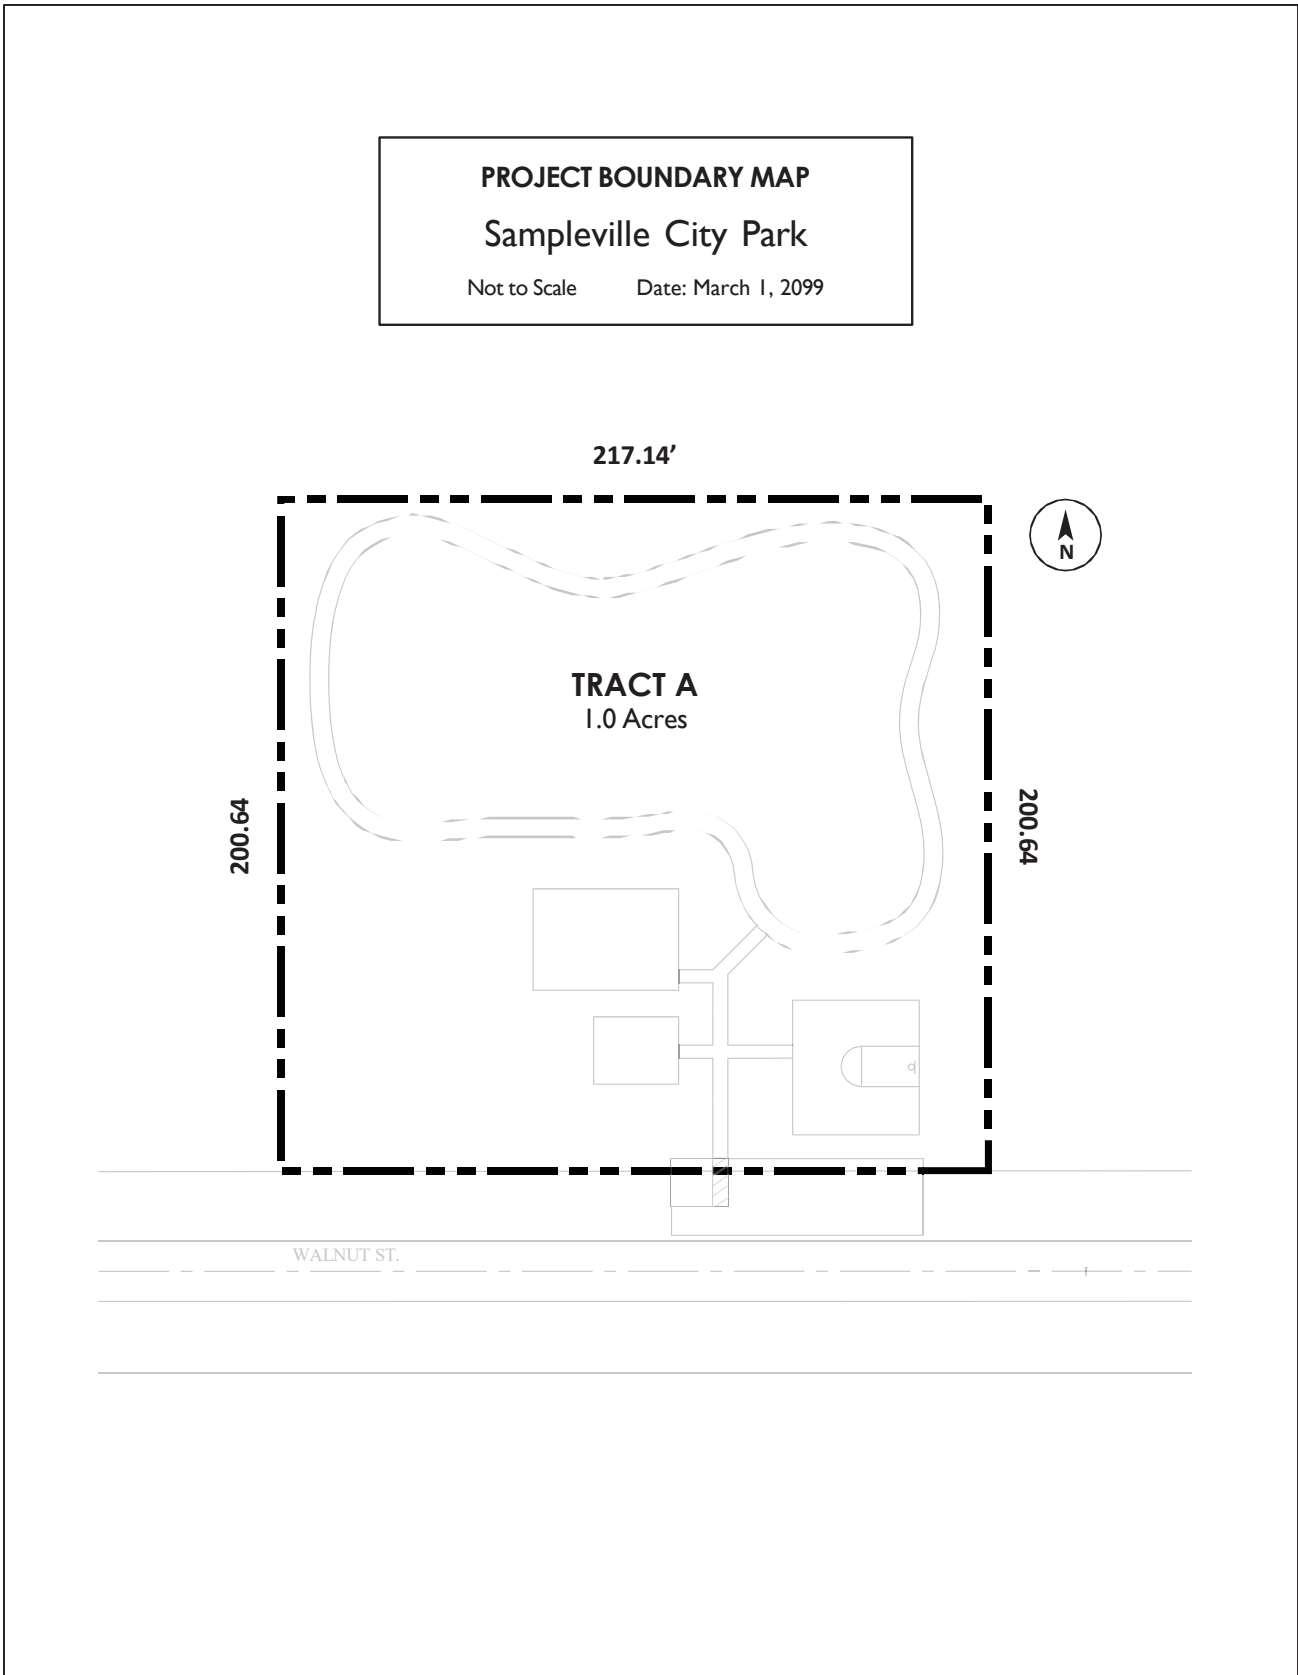 PROJECT BOUNDARY MAP
Sampleville City Park
Not to Scale Date: March 1, 2099
217.14’
N
TRACT A
1.0 Acres
200.64
200.64
WALNUT ST.